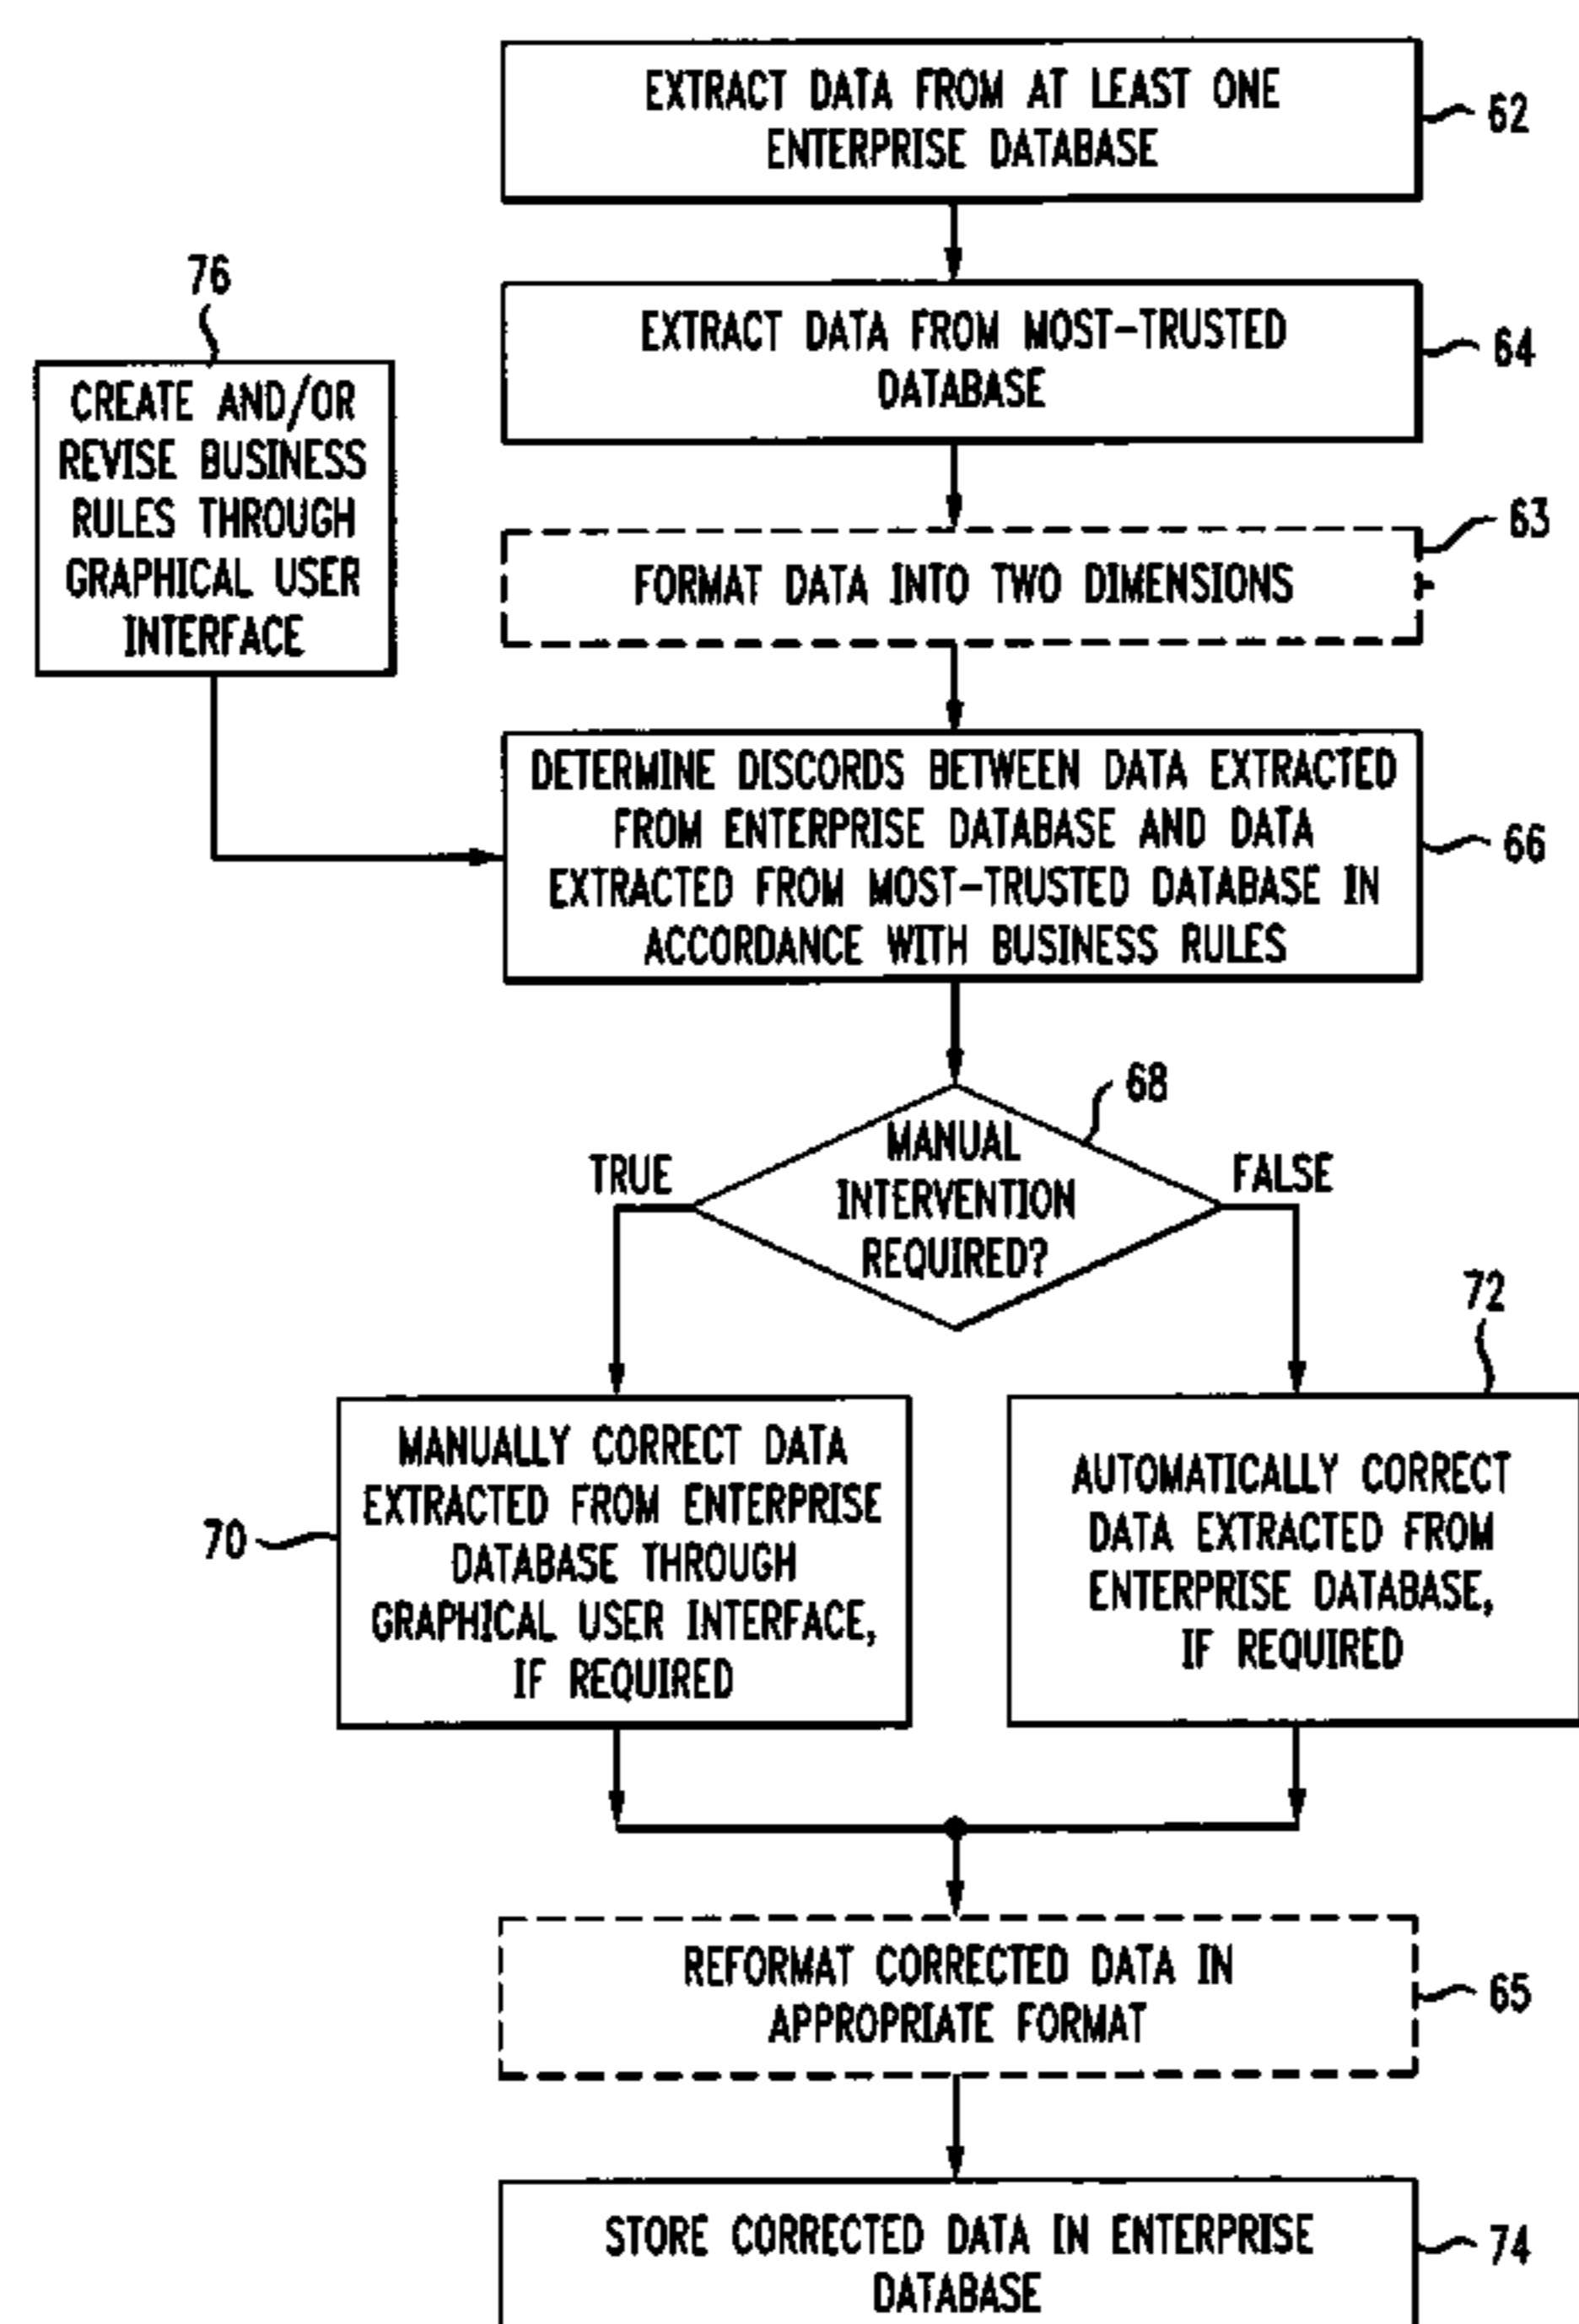 EXTRACT DATA FROM AT LEAST ONE
ENTERPRISE DATABASE
62
76
EXTRACT DATA FROM MOST-TRUSTED
DATABASE
64
CREATE AND/OR
REVISE BUSINESS
RULES THROUGH
GRAPHICAL USER
INTERFACE
63
FORMAT DATA INTO TWO DIMENSIONS
DETERMINE DISCORDS BETWEEN DATA EXTRACTED
FROM ENTERPRISE DATABASE AND DATA
EXTRACTED FROM MOST-TRUSTED DATABASE IN
ACCORDANCE WITH BUSINESS RULES
66
68
MANUAL
INTERVENTION
REQUIRED?
TRUE
FALSE
72
MANUALLY CORRECT DATA
EXTRACTED FROM ENTERPRISE
DATABASE THROUGH
GRAPHICAL USER INTERFACE,
IF REQUIRED
70
AUTOMATICALLY CORRECT
DATA EXTRACTED FROM
ENTERPRISE DATABASE,
IF REQUIRED
REFORMAT CORRECTED DATA IN
APPROPRIATE FORMAT
65
STORE CORRECTED DATA IN ENTERPRISE
DATABASE
74